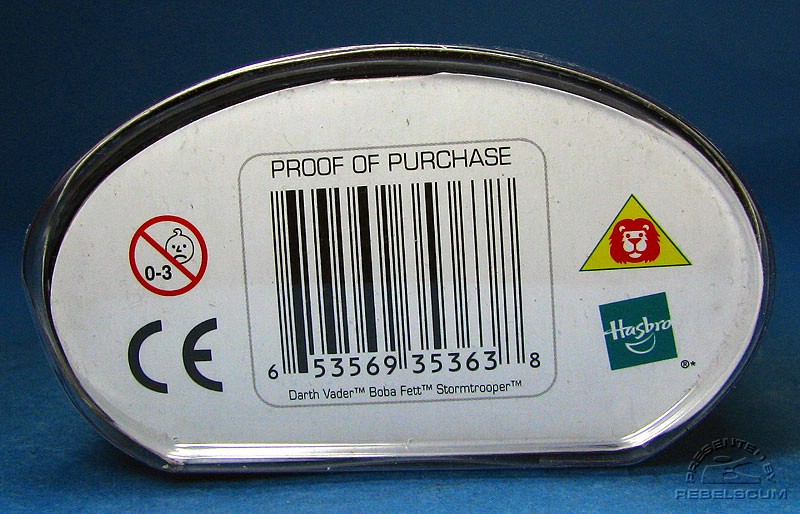 PROOF OF PURCHASE
0-3
CE
6 53569 35363 8
Darth Vader™ Boba Fett™ Stormtrooper™
Hasbro
®*
PRESENTED BY
REBELSCUM